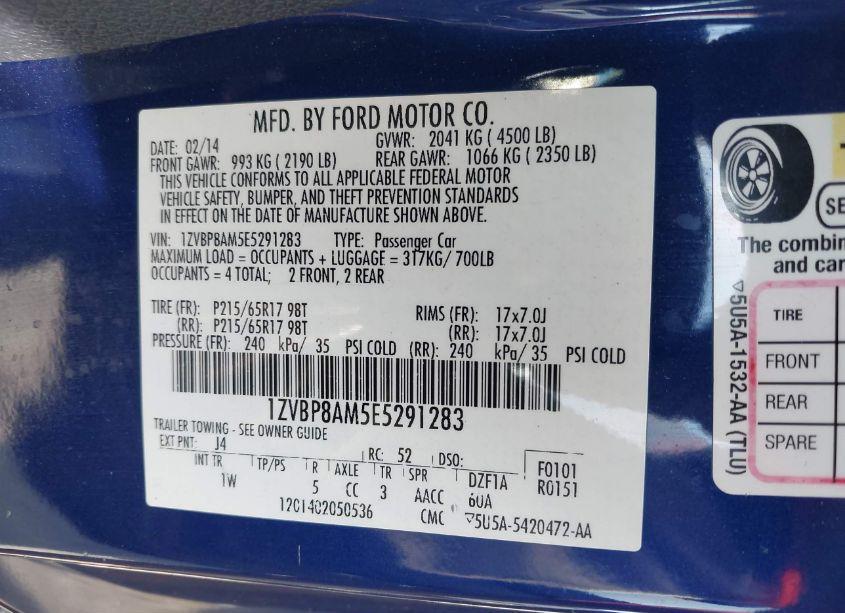 MFD. BY FORD MOTOR CO.
DATE: 02/14 GVWR: 2041 KG (4500 LB)
FRONT GAWR: 993 KG (2190 LB) REAR GAWR: 1066 KG (2350 LB)
THIS VEHICLE CONFORMS TO ALL APPLICABLE FEDERAL MOTOR
VEHICLE SAFETY, BUMPER, AND THEFT PREVENTION STANDARDS
IN EFFECT ON THE DATE OF MANUFACTURE SHOWN ABOVE.
VIN: 1ZVBP8AM5E5291283 TYPE: Passenger Car
MAXIMUM LOAD = OCCUPANTS + LUGGAGE = 317KG/ 700LB
OCCUPANTS = 4 TOTAL; 2 FRONT, 2 REAR
TIRE (FR): P215/65R17 98T RIMS (FR): 17x7.0J
(RR): P215/65R17 98T (RR): 17x7.0J
PRESSURE (FR): 240 kPa/ 35 PSI COLD (RR): 240 kPa/ 35 PSI COLD
1ZVBP8AM5E5291283
TRAILER TOWING - SEE OWNER GUIDE
EXT PNT: J4 RC: 52 DSO: F0101
INT TR TP/PS R AXLE TR SPR DZF1A R0151
1W 5 CC 3 AACC 6UA
1201402050536 CMC ▽5U5A-5420472-AA
SE
The combin
and car
TIRE
FRONT
REAR
SPARE
▽5U5A-1532-AA (TLU)